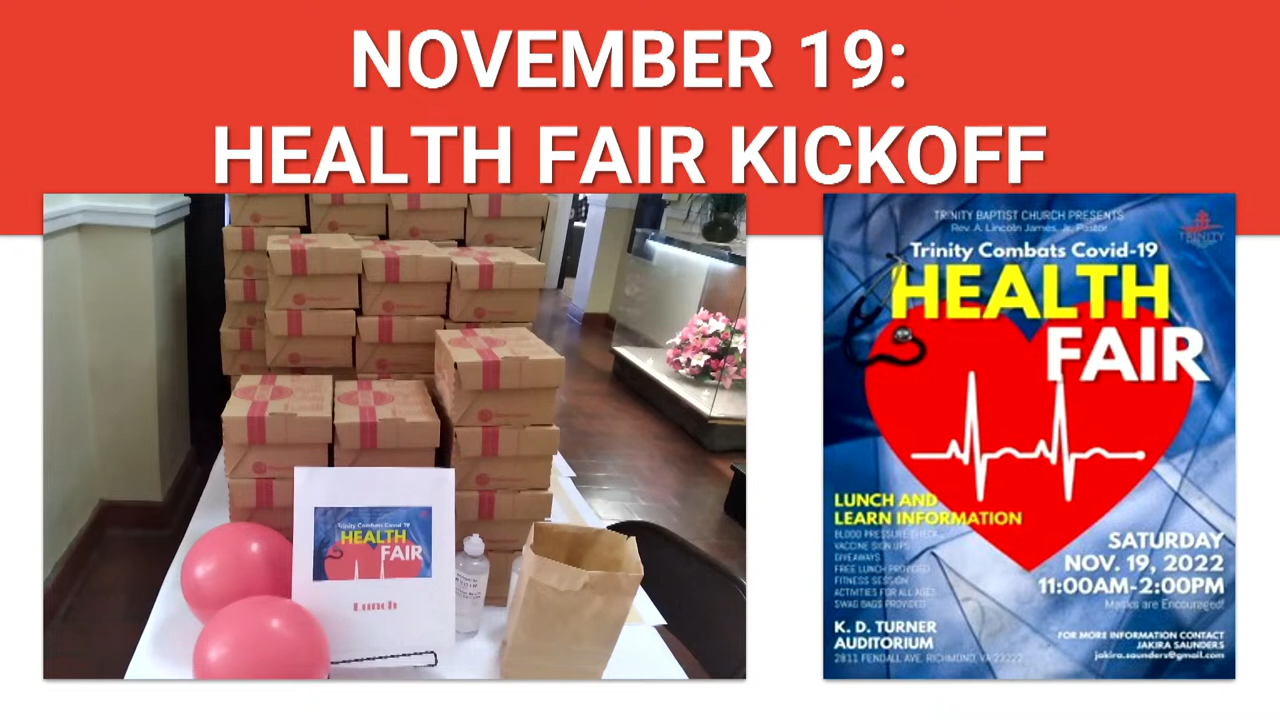 NOVEMBER 19:
HEALTH FAIR KICKOFF
Trinity Combats Covid-19
HEALTH
FAIR
Lunch
TRINITY BAPTIST CHURCH PRESENTS
Rev. A. Lincoln James, Jr, Pastor
TRINITY
Trinity Combats Covid-19
HEALTH
FAIR
LUNCH AND
LEARN INFORMATION
BLOOD PRESSURE CHECK
VACCINE SIGN UPS
GIVEAWAYS
FREE LUNCH PROVIDED
FITNESS SESSION
ACTIVITIES FOR ALL AGES
SWAG BAGS PROVIDED
SATURDAY
NOV. 19, 2022
11:00AM-2:00PM
Masks are Encouraged!
K. D. TURNER
AUDITORIUM
2811 FENDALL AVE. RICHMOND, VA 23222
FOR MORE INFORMATION CONTACT
JAKIRA SAUNDERS
jakira.saunders@gmail.com